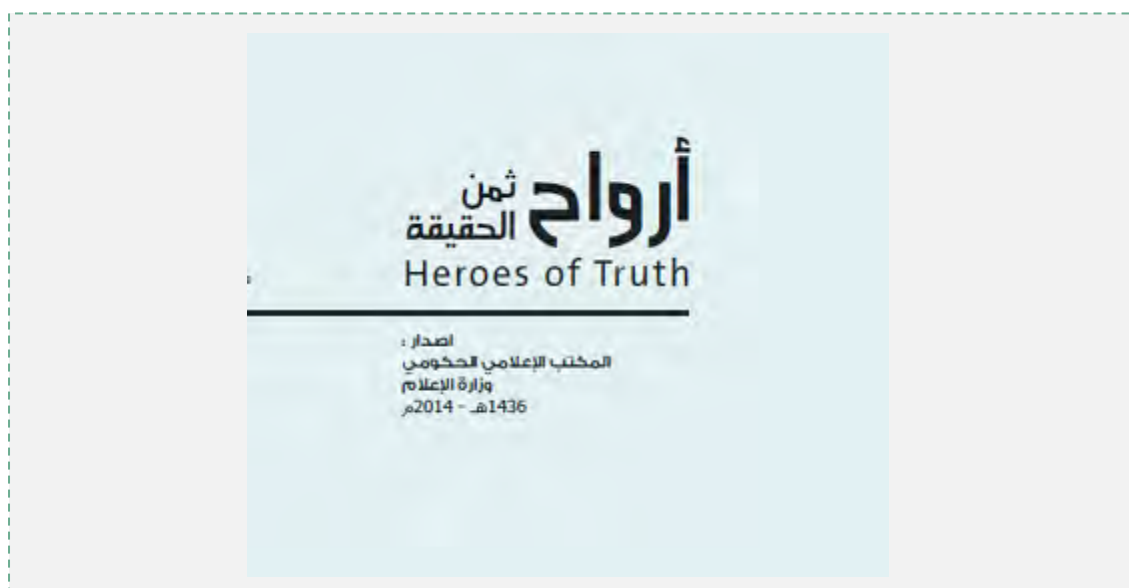 أرواح ثمن
الحقيقة
Heroes of Truth
اصدار :
المكتب الإعلامي الحكومي
وزارة الإعلام
1436هـ - 2014م